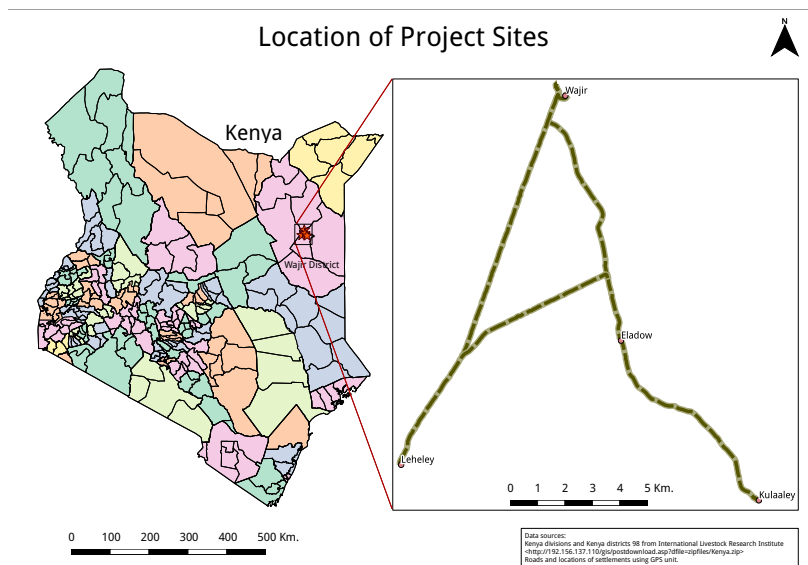 Location of Project Sites
N
Kenya
Wajir District
Wajir
Eladow
Leheley
Kulaaley
0 1 2 3 4 5 Km.
0 100 200 300 400 500 Km.
Data sources:
Kenya divisions and Kenya districts 98 from International Livestock Research Institute
<http://192.156.137.110/gis/postdownload.asp?dfile=zipfiles/Kenya.zip>
Roads and locations of settlements using GPS unit.